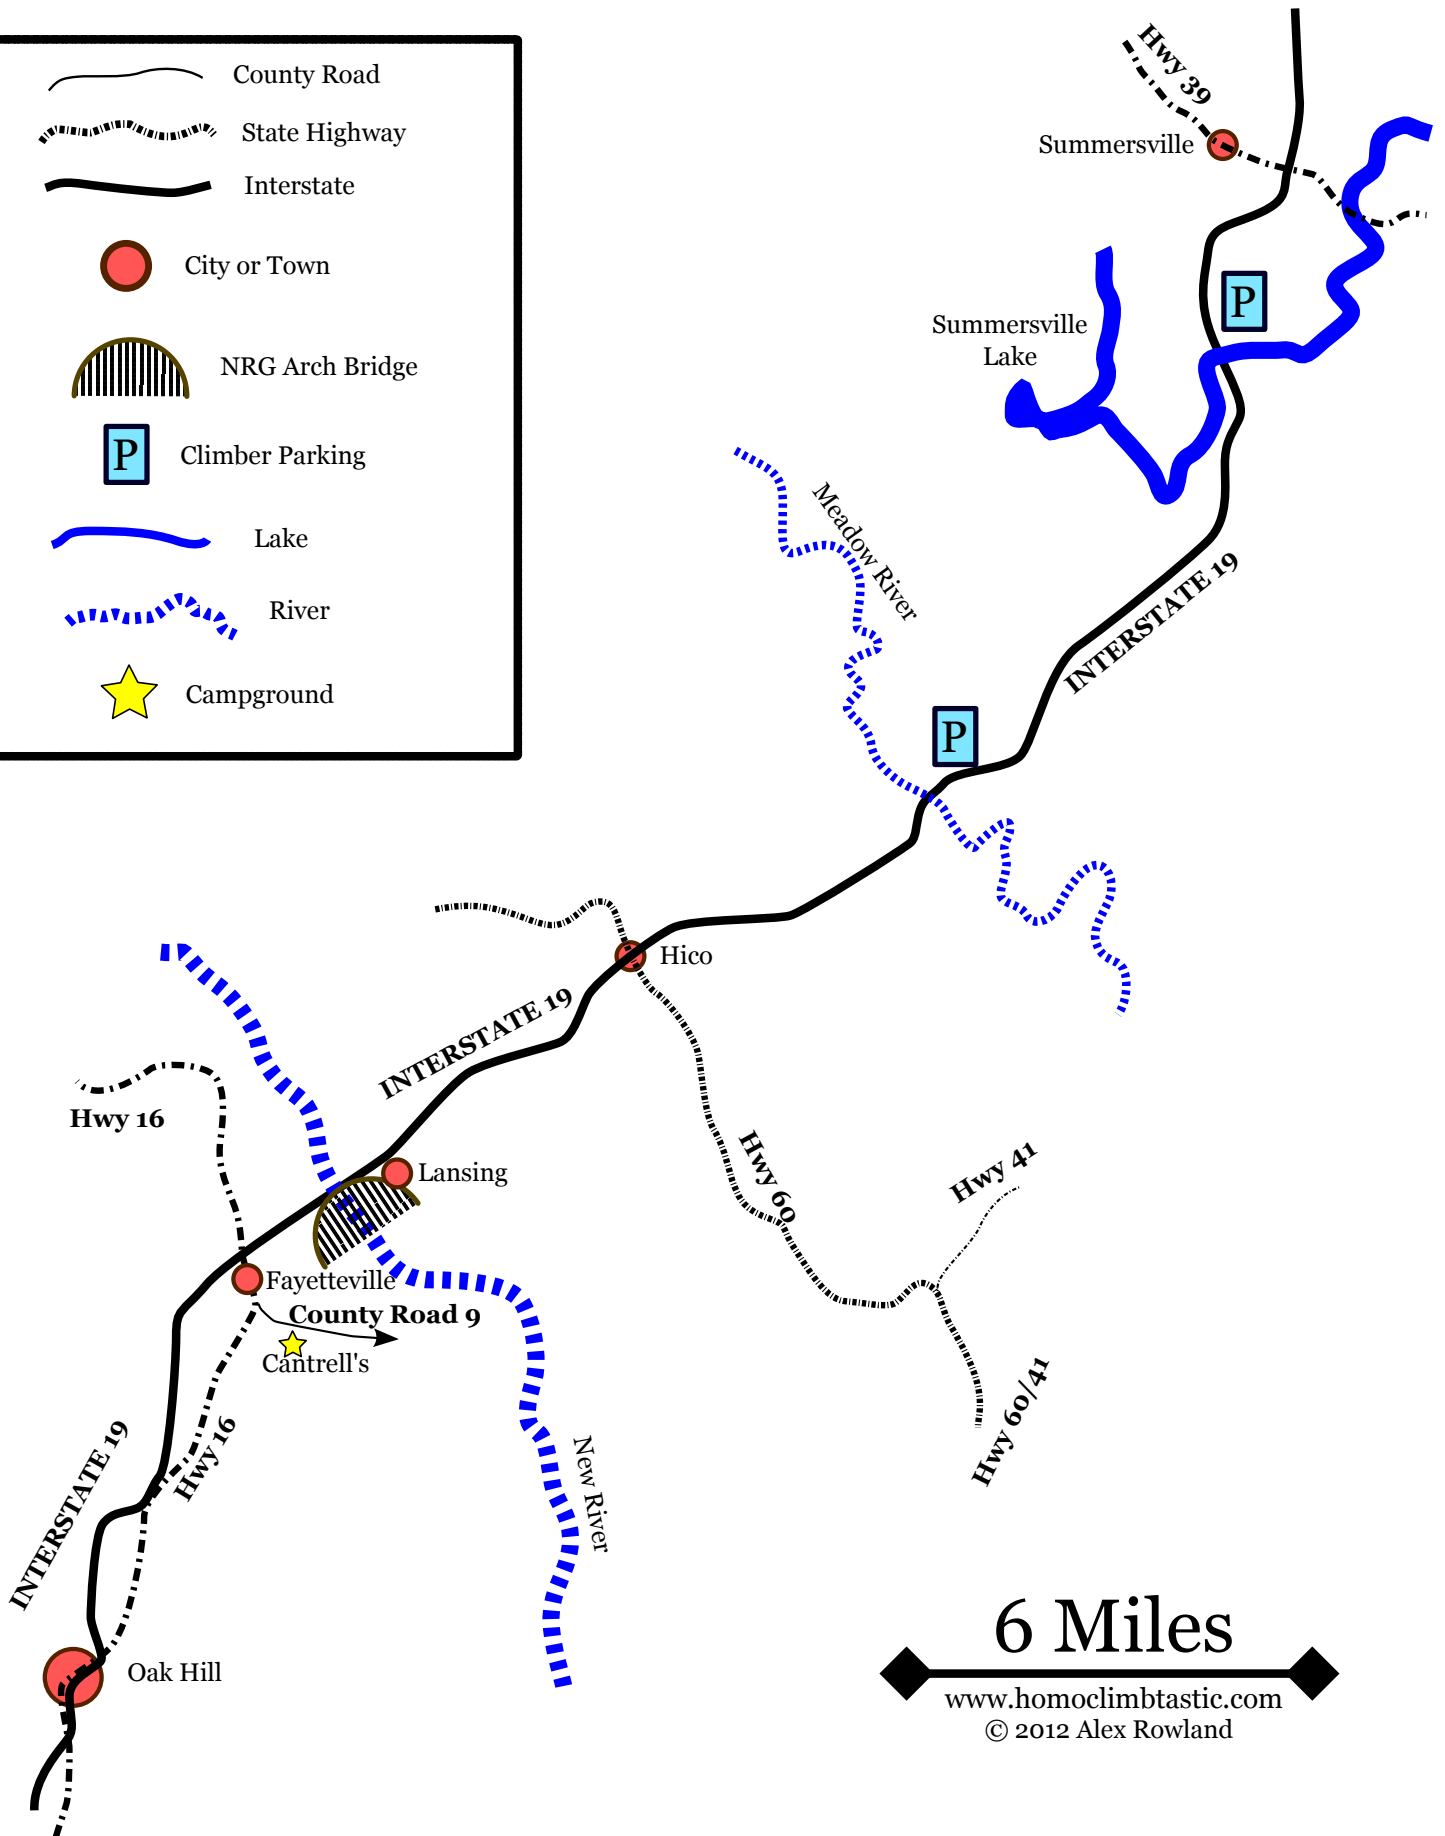 County Road
State Highway
Interstate
City or Town
NRG Arch Bridge
P
Climber Parking
Lake
River
Campground
Hwy 39
Summersville
P
Summersville
Lake
Meadow River
INTERSTATE 19
P
Hico
INTERSTATE 19
Hwy 16
Lansing
Hwy 60
Hwy 41
Fayetteville
County Road 9
Cantrell's
Hwy 60/41
INTERSTATE 19
Hwy 16
New River
Oak Hill
6 Miles
www.homoclimbtastic.com
© 2012 Alex Rowland